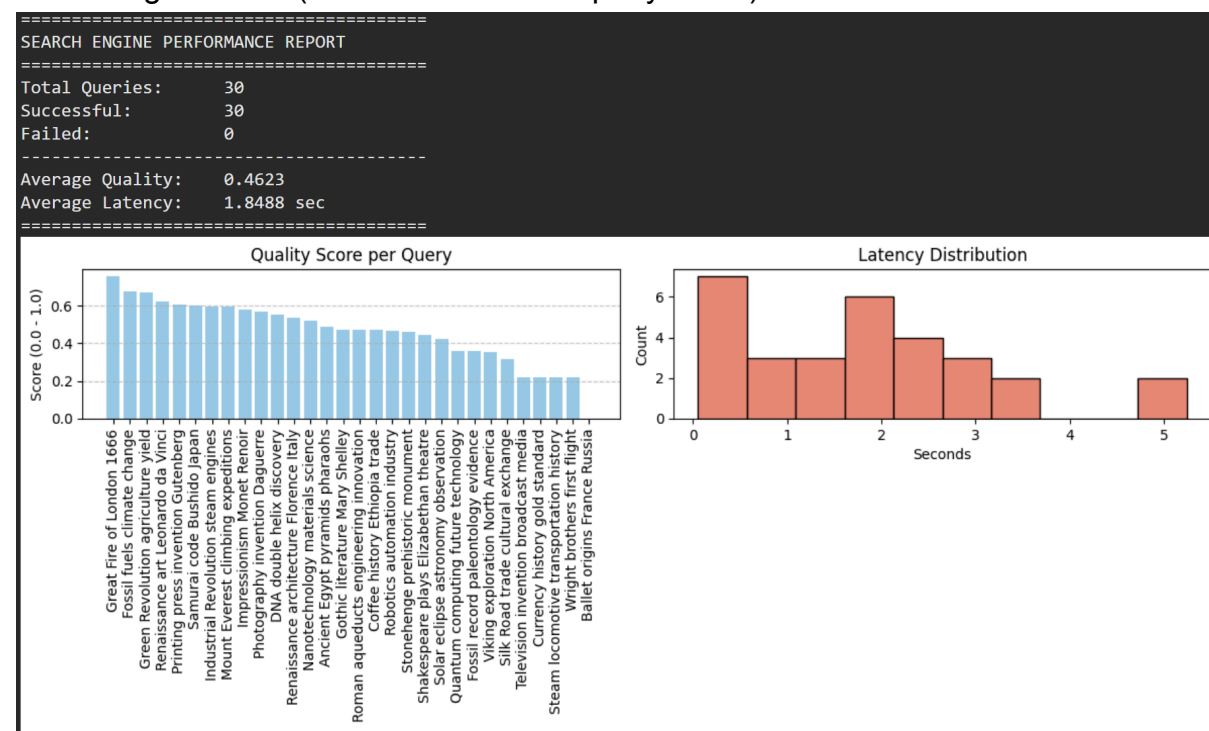 ========================================
SEARCH ENGINE PERFORMANCE REPORT
========================================
Total Queries: 30
Successful: 30
Failed: 0
----------------------------------------
Average Quality: 0.4623
Average Latency: 1.8488 sec
========================================
Quality Score per Query
Score (0.0 - 1.0)
0.6
0.4
0.2
0.0
Great Fire of London 1666
Fossil fuels climate change
Green Revolution agriculture yield
Renaissance art Leonardo da Vinci
Printing press invention Gutenberg
Samurai code Bushido Japan
Industrial Revolution steam engines
Mount Everest climbing expeditions
Impressionism Monet Renoir
Photography invention Daguerre
DNA double helix discovery
Renaissance architecture Florence Italy
Nanotechnology materials science
Ancient Egypt pyramids pharaohs
Gothic literature Mary Shelley
Roman aqueducts engineering innovation
Coffee history Ethiopia trade
Robotics automation industry
Stonehenge prehistoric monument
Shakespeare plays Elizabethan theatre
Solar eclipse astronomy observation
Quantum computing future technology
Fossil record paleontology evidence
Viking exploration North America
Silk Road trade cultural exchange
Television invention broadcast media
Currency history gold standard
Steam locomotive transportation history
Wright brothers first flight
Ballet origins France Russia
Latency Distribution
Count
6
4
2
0
0 1 2 3 4 5
Seconds